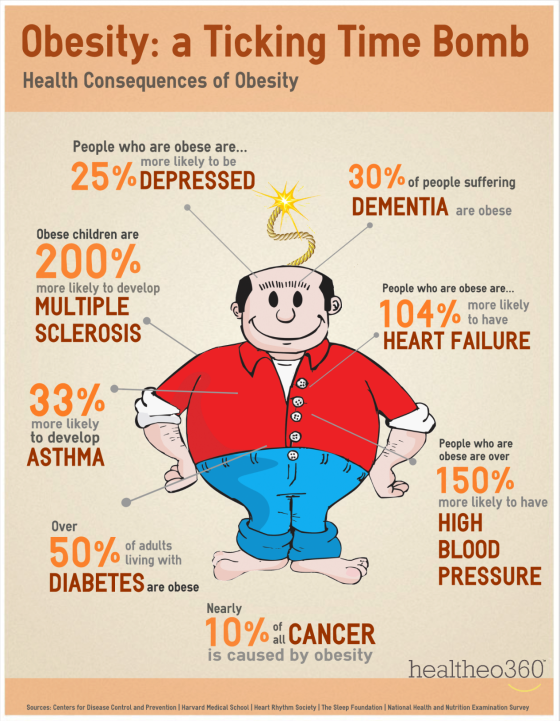 Obesity: a Ticking Time Bomb
Health Consequences of Obesity
People who are obese are...
25% more likely to be
DEPRESSED
30% of people suffering
DEMENTIA are obese
Obese children are
200%
more likely to develop
MULTIPLE
SCLEROSIS
People who are obese are...
104% more likely
to have
HEART FAILURE
33%
more likely
to develop
ASTHMA
People who are
obese are over
150%
more likely to have
HIGH
BLOOD
PRESSURE
Over
50% of adults
living with
DIABETES are obese
Nearly
10% of
all CANCER
is caused by obesity
healtheo360
Sources: Centers for Disease Control and Prevention | Harvard Medical School | Heart Rhythm Society | The Sleep Foundation | National Health and Nutrition Examination Survey